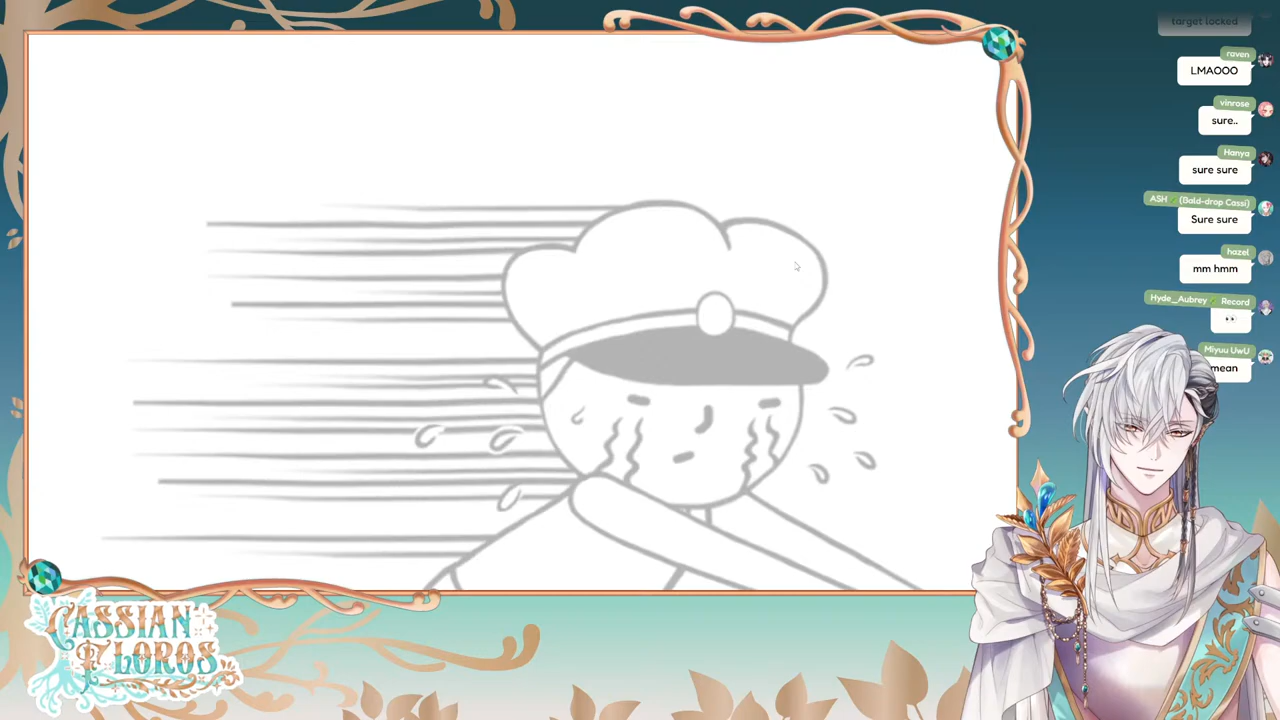 target locked
raven
LMAOOO
vinrose
sure..
Hanya
sure sure
ASH (Bald-drop Cassi)
Sure sure
hazel
mm hmm
Hyde_Aubrey Record
Miyuu UwU
mean
CASSIAN
FLOROS